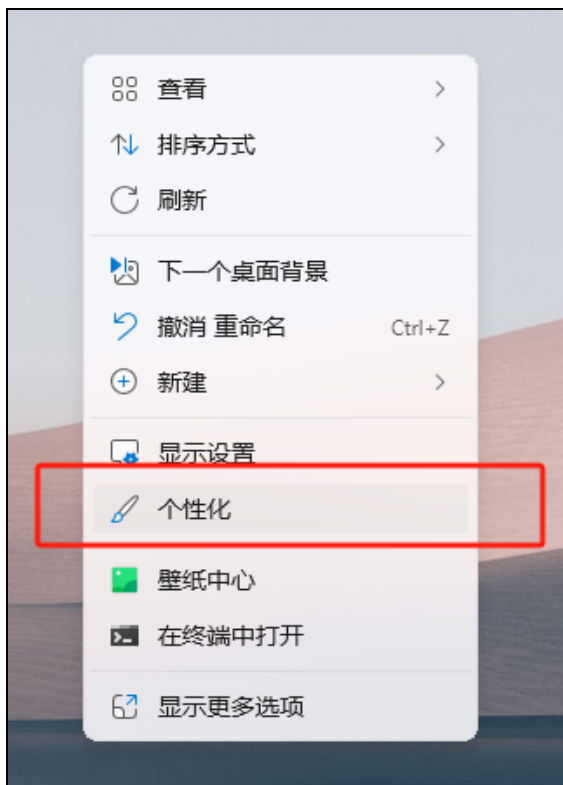 查看
排序方式
刷新
下一个桌面背景
撤消 重命名 Ctrl+Z
新建
显示设置
个性化
壁纸中心
在终端中打开
显示更多选项